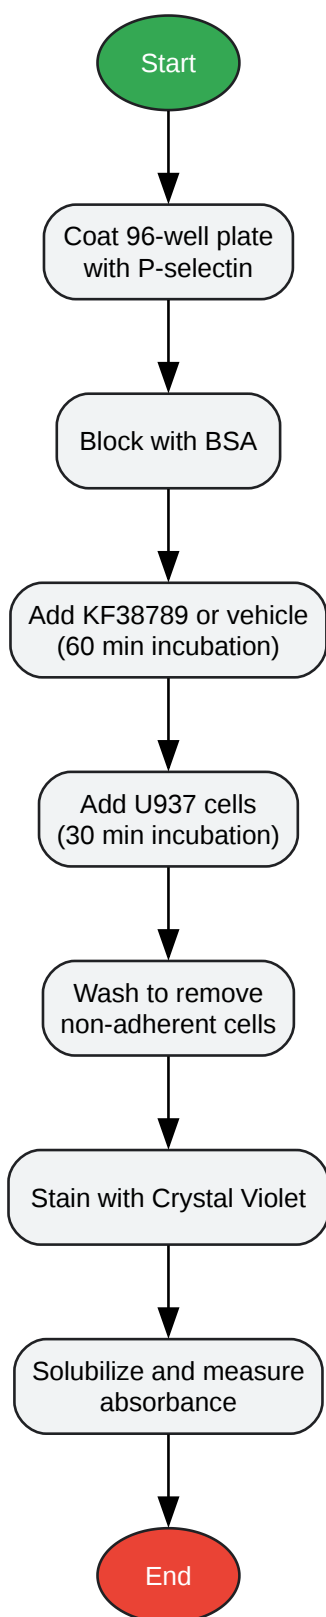 Start
Coat 96-well plate
with P-selectin
Block with BSA
Add KF38789 or vehicle
(60 min incubation)
Add U937 cells
(30 min incubation)
Wash to remove
non-adherent cells
Stain with Crystal Violet
Solubilize and measure
absorbance
End